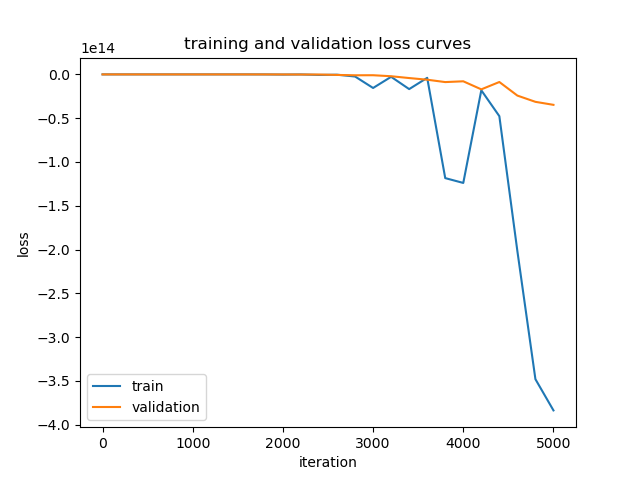 training and validation loss curves
1e14
0.0
−0.5
−1.0
−1.5
−2.0
−2.5
−3.0
−3.5
−4.0
loss
train
validation
0 1000 2000 3000 4000 5000
iteration